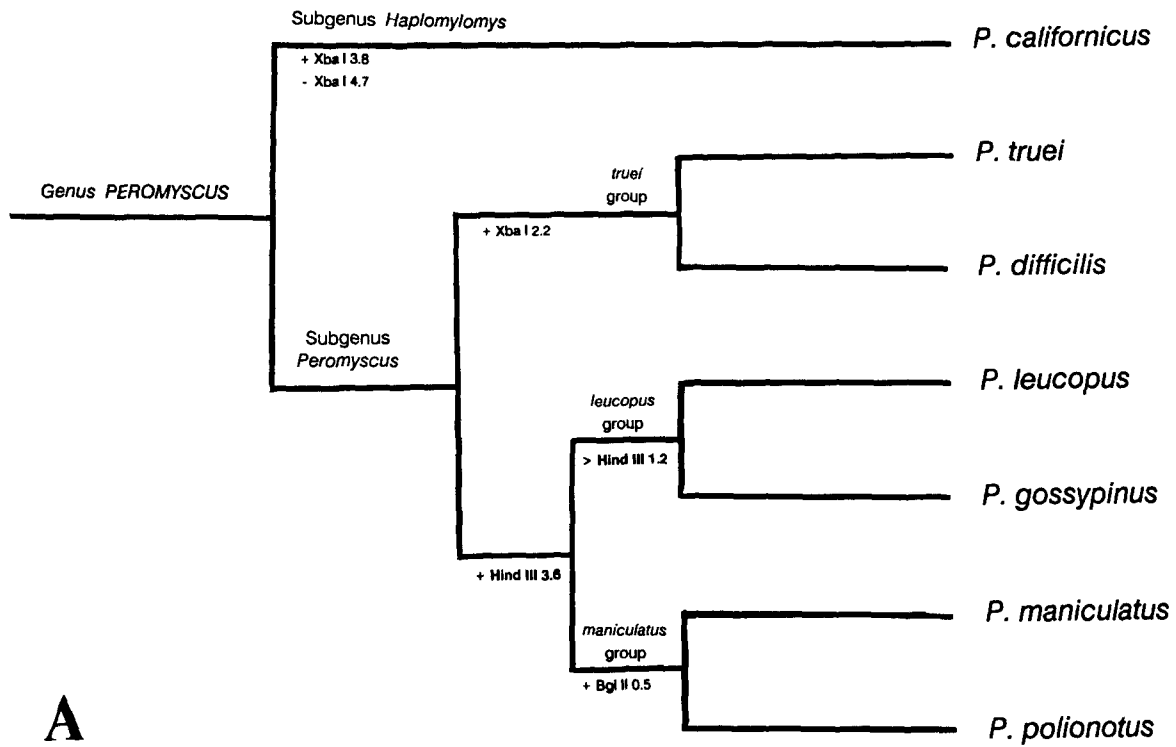 Subgenus Haplomylomys
P. californicus
+ Xba I 3.8
- Xba I 4.7
P. truei
truei
group
Genus PEROMYSCUS
+ Xba I 2.2
P. difficilis
Subgenus
Peromyscus
P. leucopus
leucopus
group
> Hind III 1.2
P. gossypinus
+ Hind III 3.6
P. maniculatus
maniculatus
group
+ Bgl II 0.5
A
P. polionotus